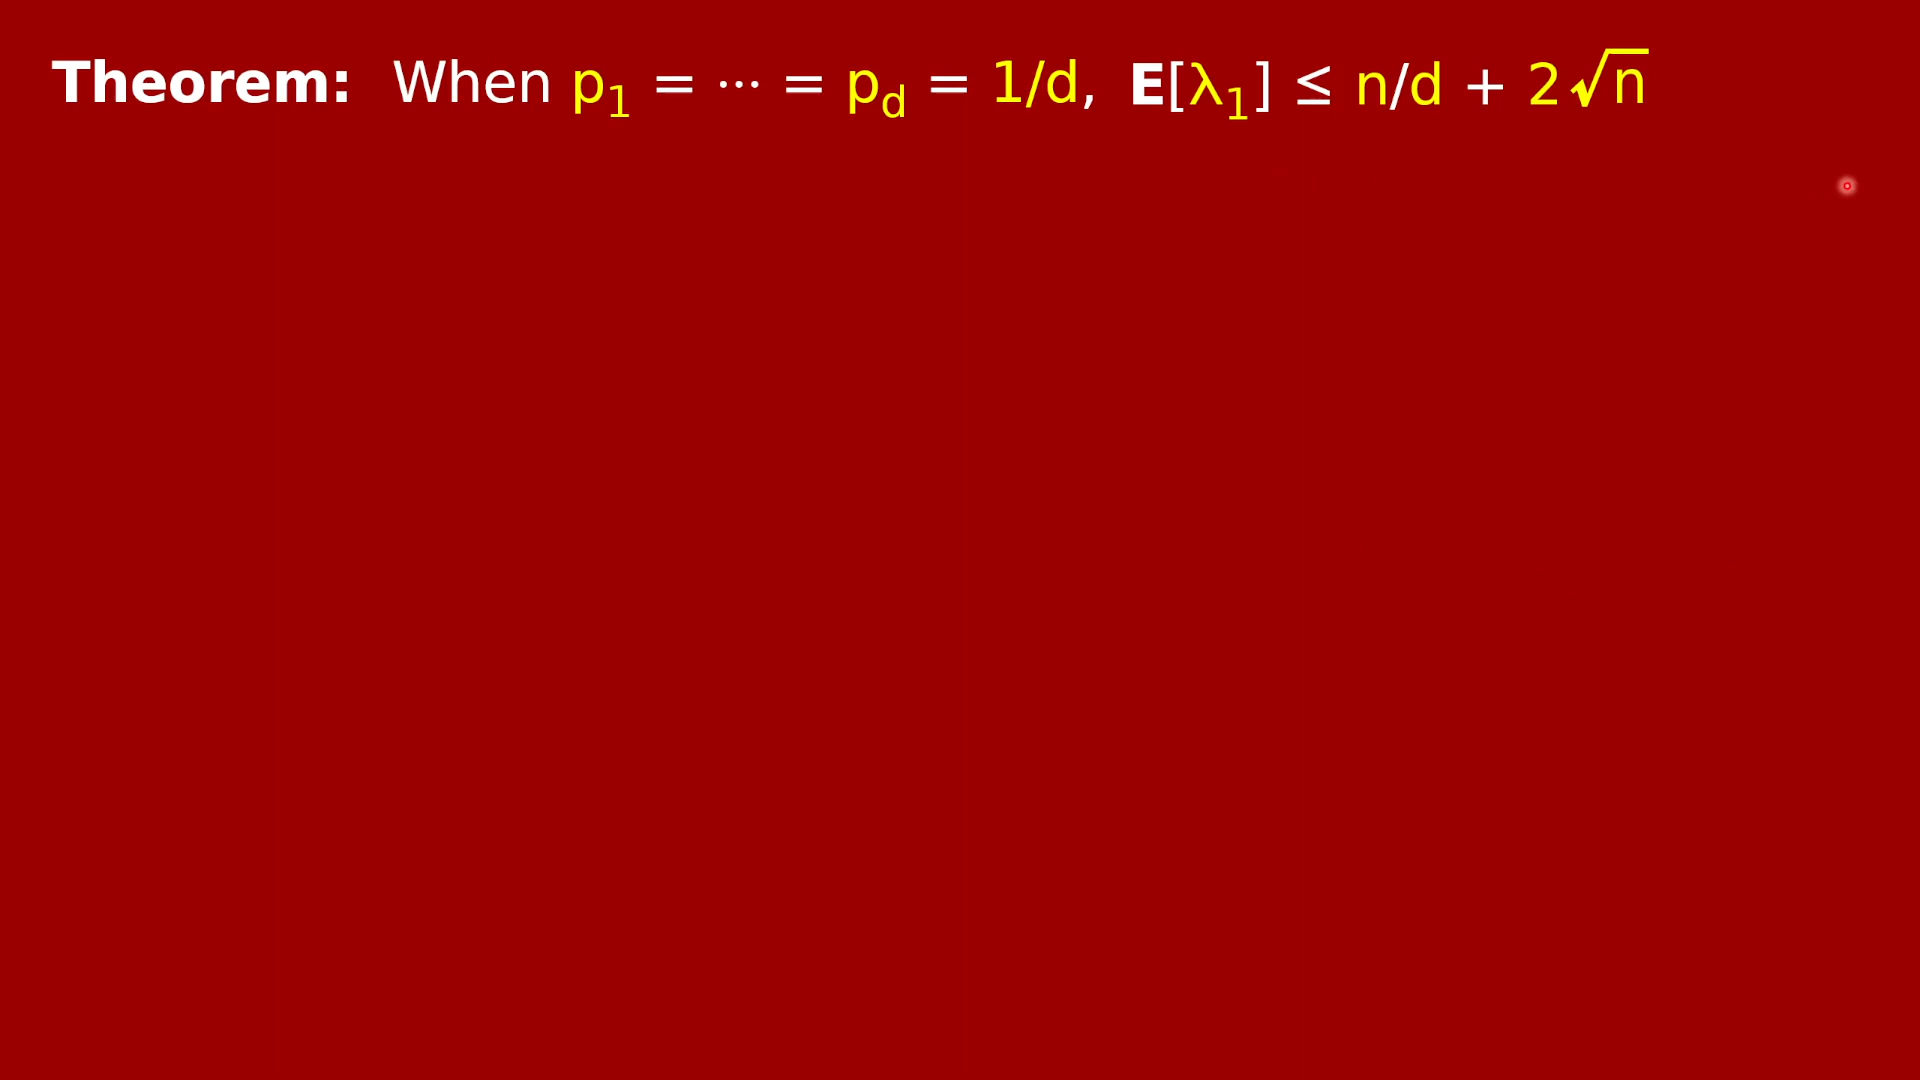 Theorem: When p₁ = ⋯ = p_d = 1/d, E[λ₁] ≤ n/d + 2√n